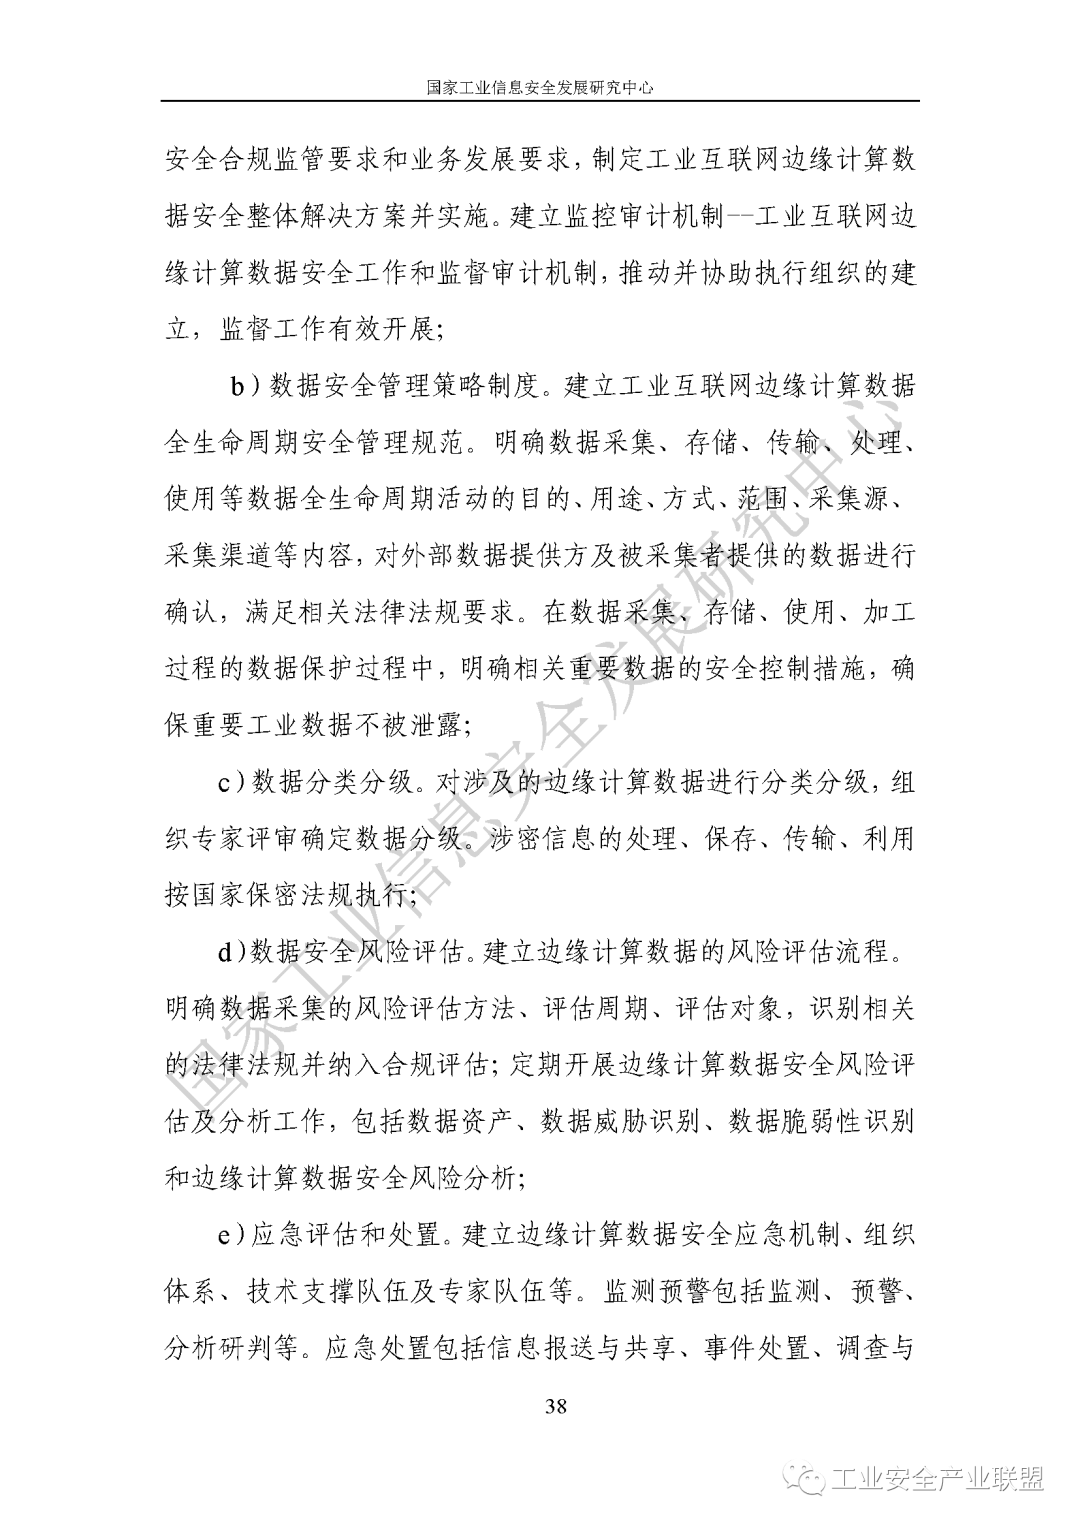 国家工业信息安全发展研究中心
安全合规监管要求和业务发展要求，制定工业互联网边缘计算数
据安全整体解决方案并实施。建立监控审计机制--工业互联网边
缘计算数据安全工作和监督审计机制，推动并协助执行组织的建
立，监督工作有效开展；
b）数据安全管理策略制度。建立工业互联网边缘计算数据
全生命周期安全管理规范。明确数据采集、存储、传输、处理、
使用等数据全生命周期活动的目的、用途、方式、范围、采集源、
采集渠道等内容，对外部数据提供方及被采集者提供的数据进行
确认，满足相关法律法规要求。在数据采集、存储、使用、加工
过程的数据保护过程中，明确相关重要数据的安全控制措施，确
保重要工业数据不被泄露；
c）数据分类分级。对涉及的边缘计算数据进行分类分级，组
织专家评审确定数据分级。涉密信息的处理、保存、传输、利用
按国家保密法规执行；
d）数据安全风险评估。建立边缘计算数据的风险评估流程。
明确数据采集的风险评估方法、评估周期、评估对象，识别相关
的法律法规并纳入合规评估；定期开展边缘计算数据安全风险评
估及分析工作，包括数据资产、数据威胁识别、数据脆弱性识别
和边缘计算数据安全风险分析；
e）应急评估和处置。建立边缘计算数据安全应急机制、组织
体系、技术支撑队伍及专家队伍等。监测预警包括监测、预警、
分析研判等。应急处置包括信息报送与共享、事件处置、调查与
国家工业信息安全发展研究中心
38
工业安全产业联盟